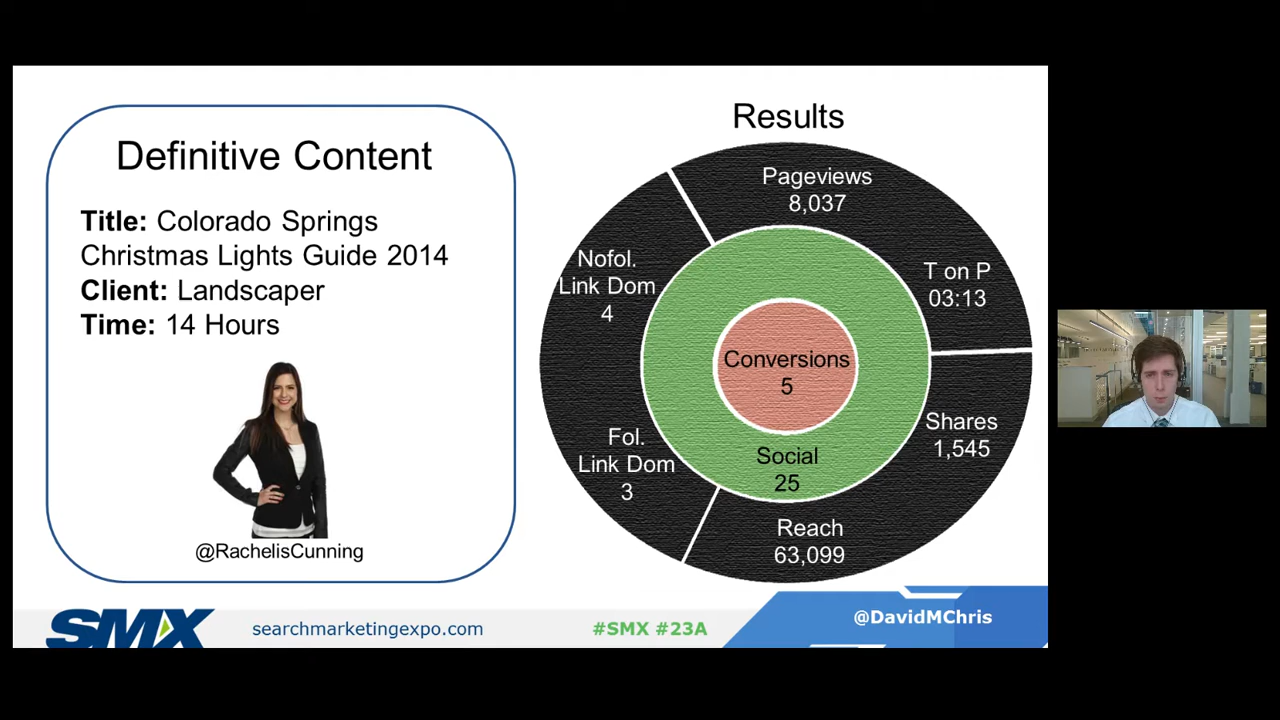 Definitive Content
Title: Colorado Springs
Christmas Lights Guide 2014
Client: Landscaper
Time: 14 Hours
@RachelisCunning
Results
Pageviews
8,037
T on P
03:13
Shares
1,545
Reach
63,099
Fol.
Link Dom
3
Nofol.
Link Dom
4
Conversions
5
Social
25
SMX
searchmarketingexpo.com
#SMX #23A
@DavidMChris